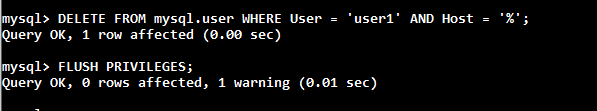 mysql> DELETE FROM mysql.user WHERE User = 'user1' AND Host = '%';
Query OK, 1 row affected (0.00 sec)
mysql> FLUSH PRIVILEGES;
Query OK, 0 rows affected, 1 warning (0.01 sec)